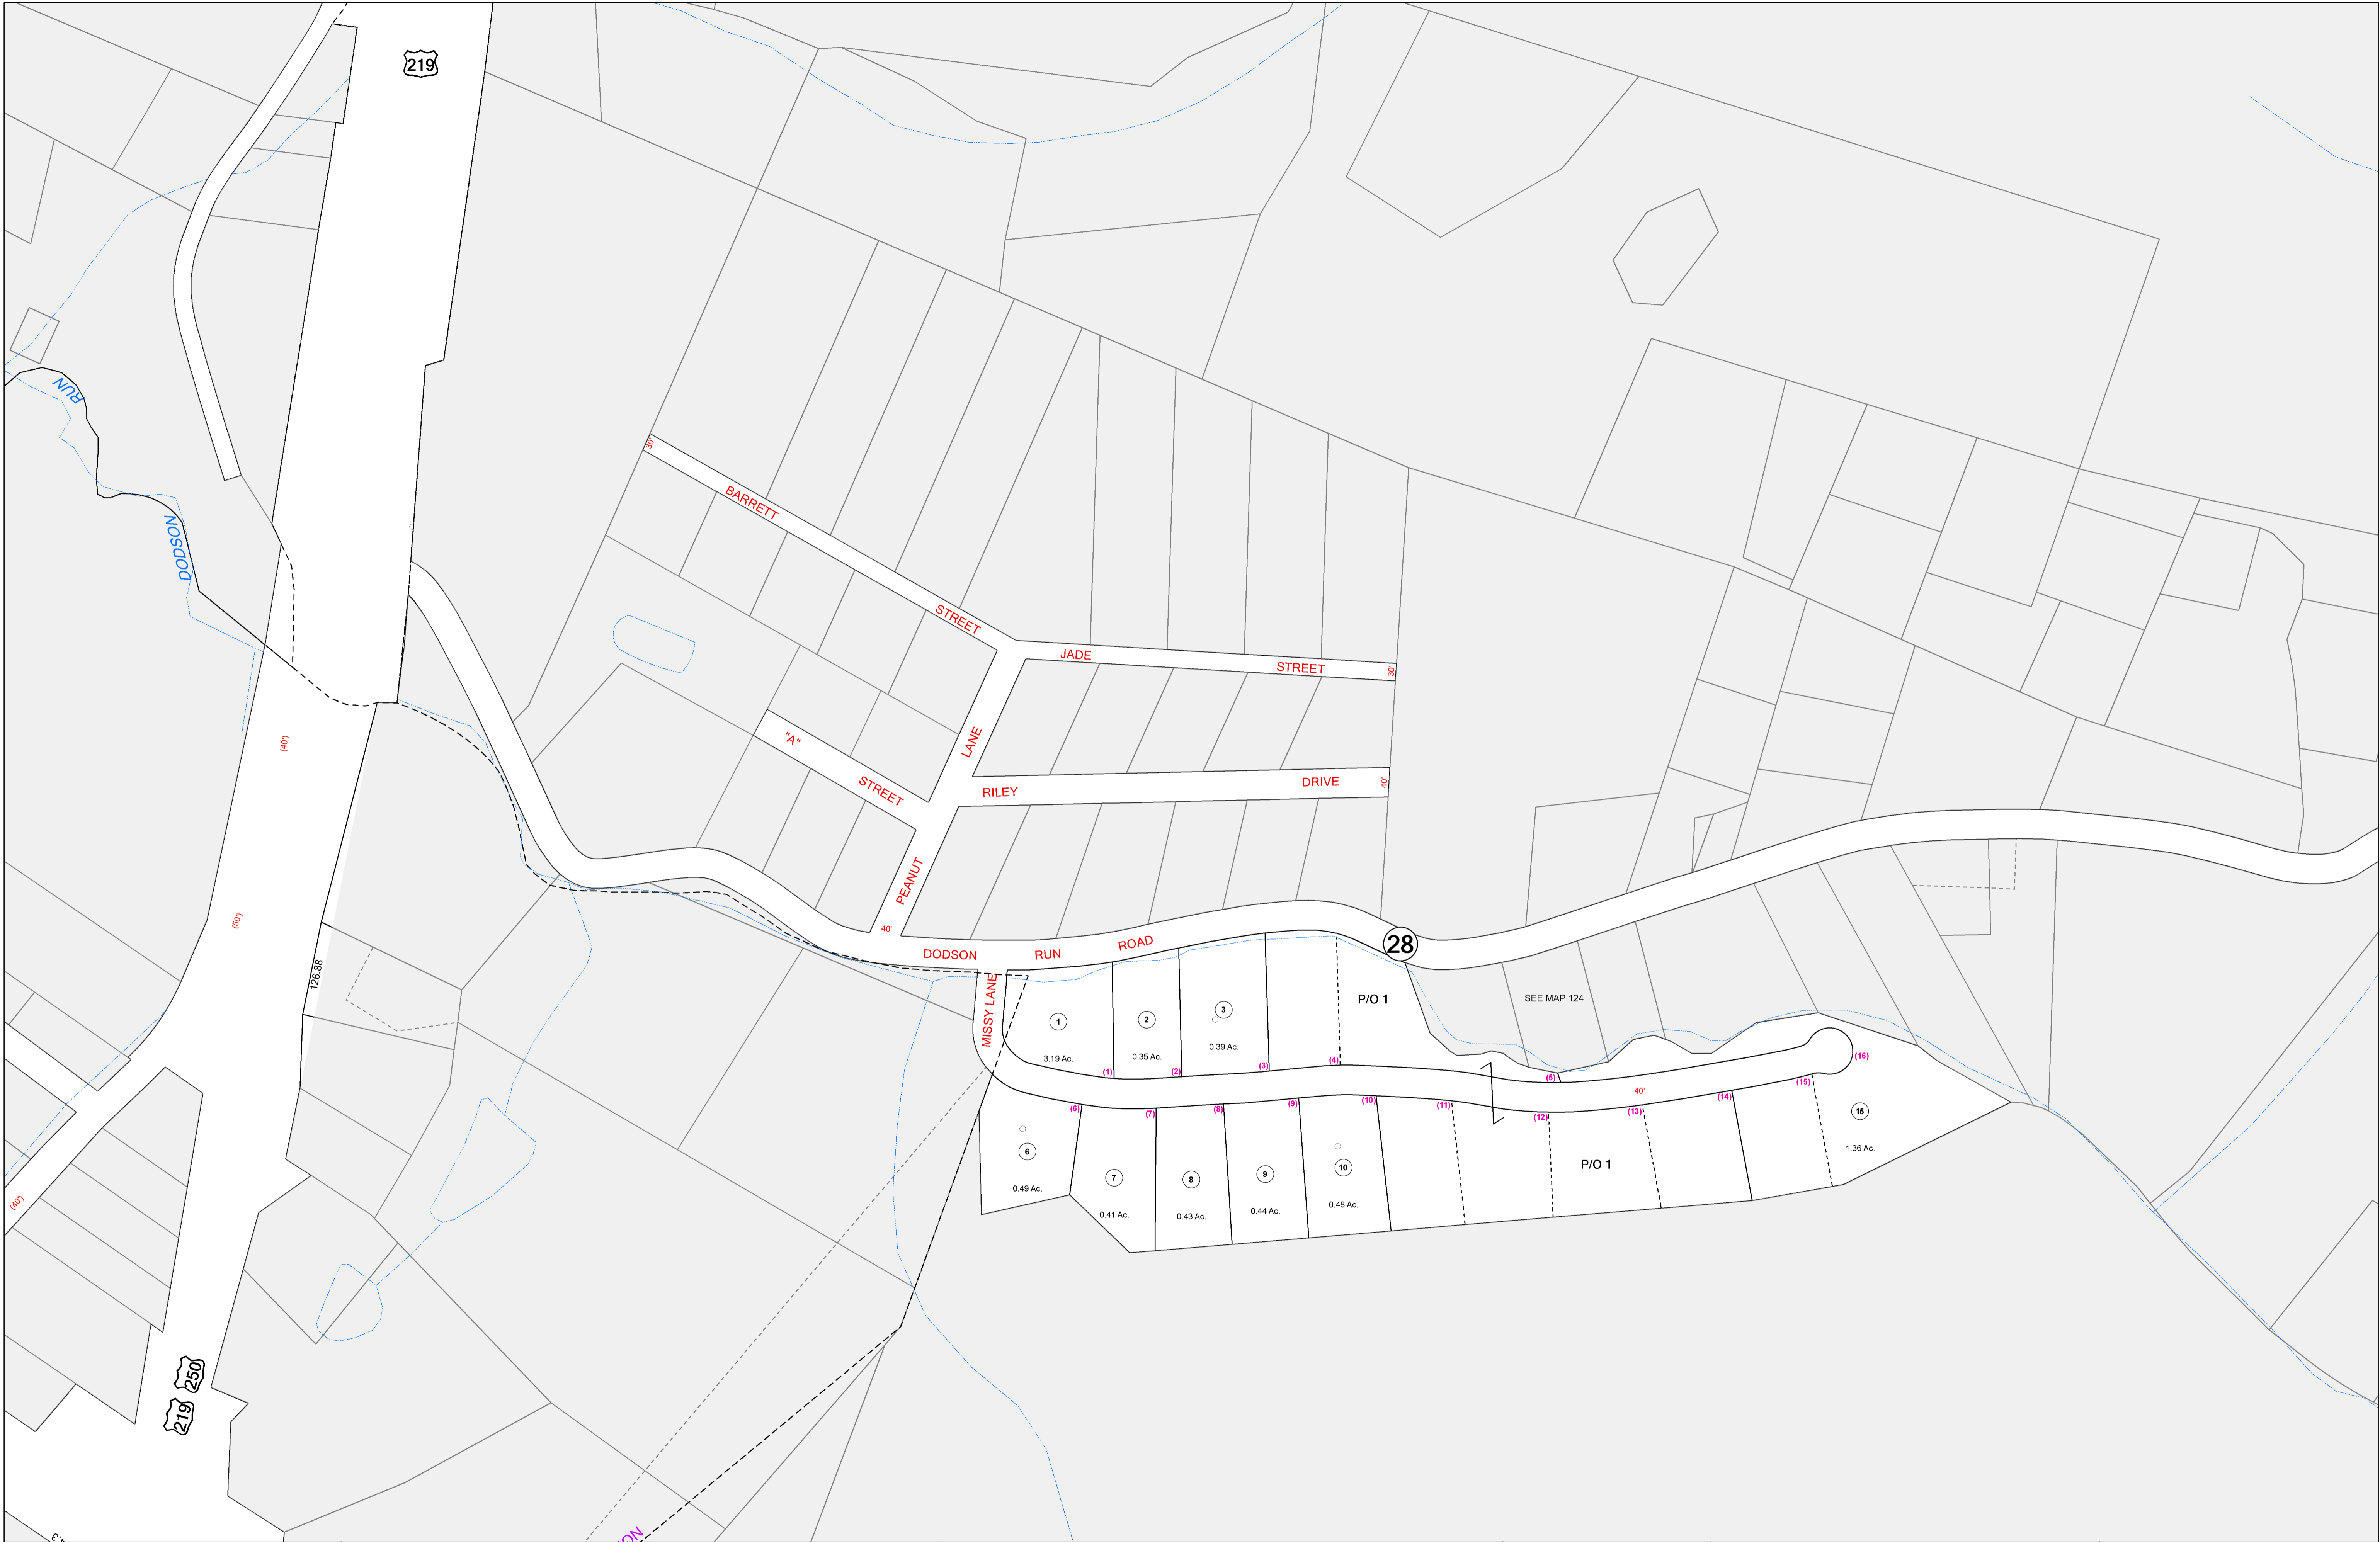 219
RUN
DODSON
30'
BARRETT
STREET
JADE
STREET
30'
(40')
"A"
STREET
LANE
RILEY
DRIVE
40'
PEANUT
40'
(50')
126.88
DODSON
RUN
ROAD
28
MISSY LANE
1
3.19 Ac.
2
0.35 Ac.
3
0.39 Ac.
P/O 1
SEE MAP 124
(1)
(2)
(3)
(4)
(5)
40'
(16)
(6)
(7)
(8)
(9)
(10)
(11)
(12)
(13)
(14)
(15)
6
0.49 Ac.
7
0.41 Ac.
8
0.43 Ac.
9
0.44 Ac.
10
0.48 Ac.
P/O 1
15
1.36 Ac.
(40')
250
219
ON